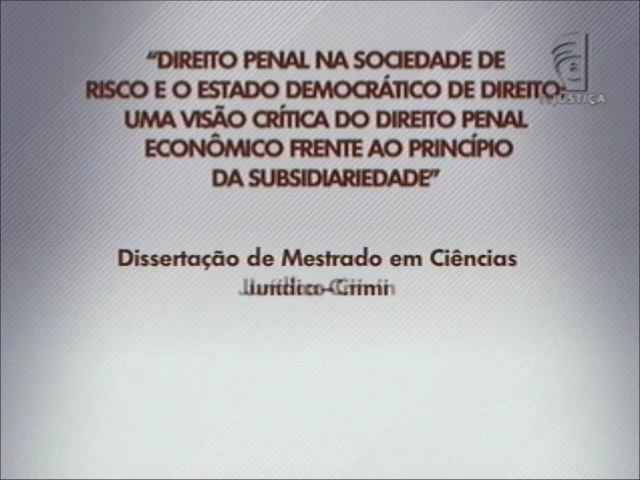 “DIREITO PENAL NA SOCIEDADE DE
RISCO E O ESTADO DEMOCRÁTICO DE DIREITO:
UMA VISÃO CRÍTICA DO DIREITO PENAL
ECONÔMICO FRENTE AO PRINCÍPIO
DA SUBSIDIARIEDADE”
Dissertação de Mestrado em Ciências
JUSTIÇA